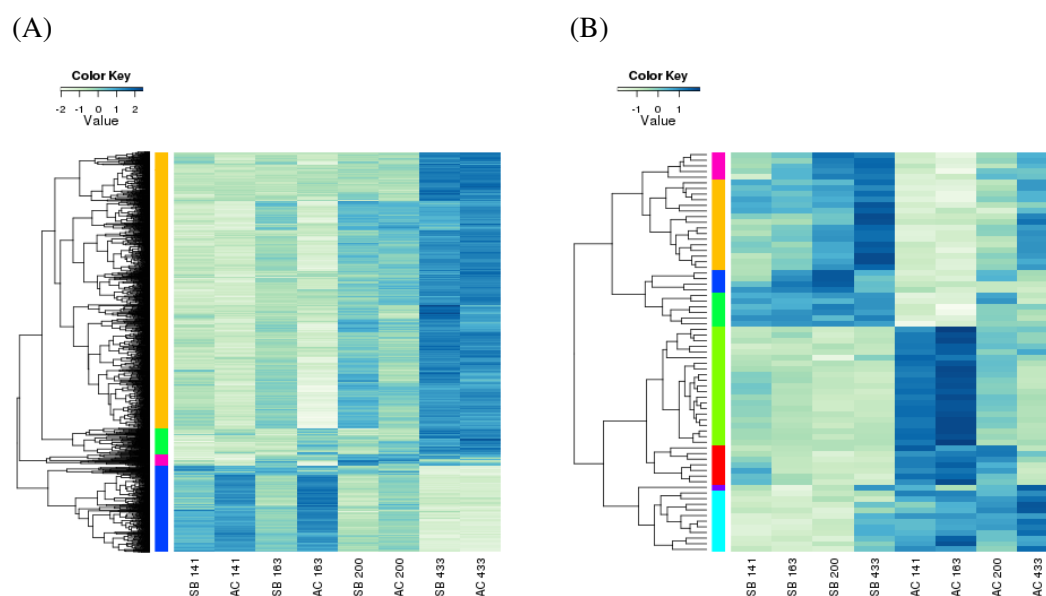 (A)
Color Key
-2 -1 0 1 2
Value
SB 141
AC 141
SB 163
AC 163
SB 200
AC 200
SB 433
AC 433
(B)
Color Key
-1 0 1
Value
SB 141
SB 163
SB 200
SB 433
AC 141
AC 163
AC 200
AC 433